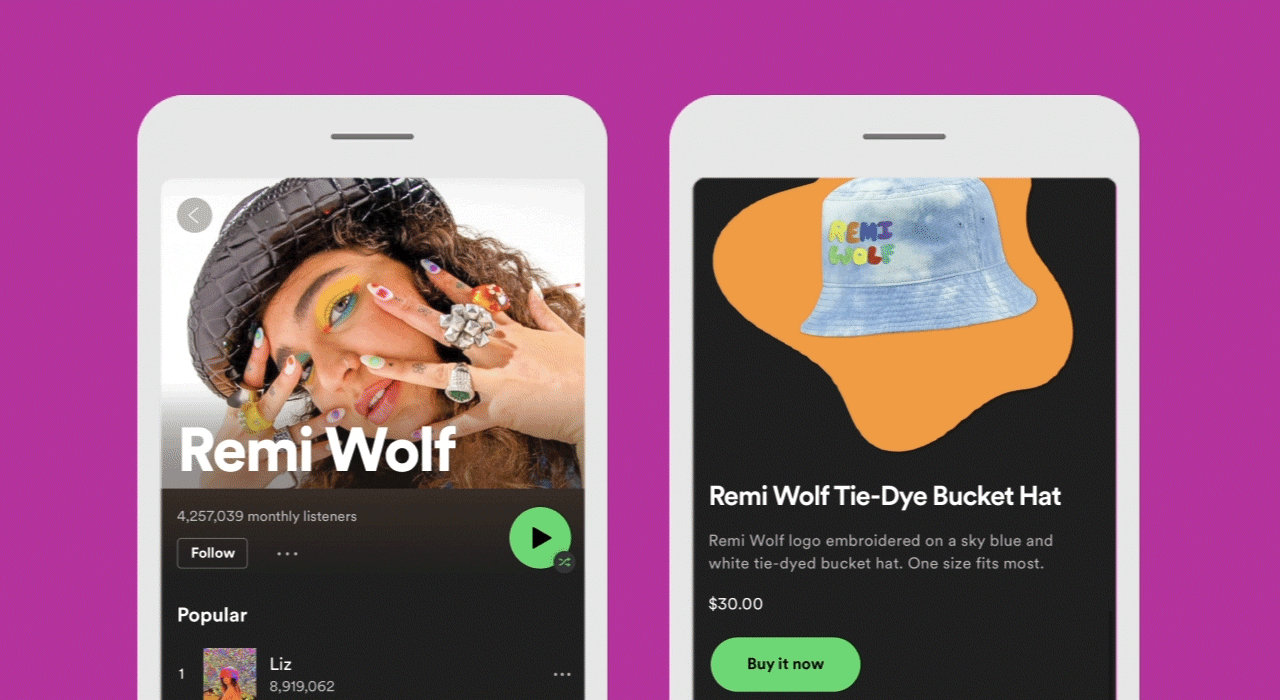 Remi Wolf
4,257,039 monthly listeners
Follow
Popular
1
Liz
8,919,062
REMI
WOLF
Remi Wolf Tie-Dye Bucket Hat
Remi Wolf logo embroidered on a sky blue and
white tie-dyed bucket hat. One size fits most.
$30.00
Buy it now